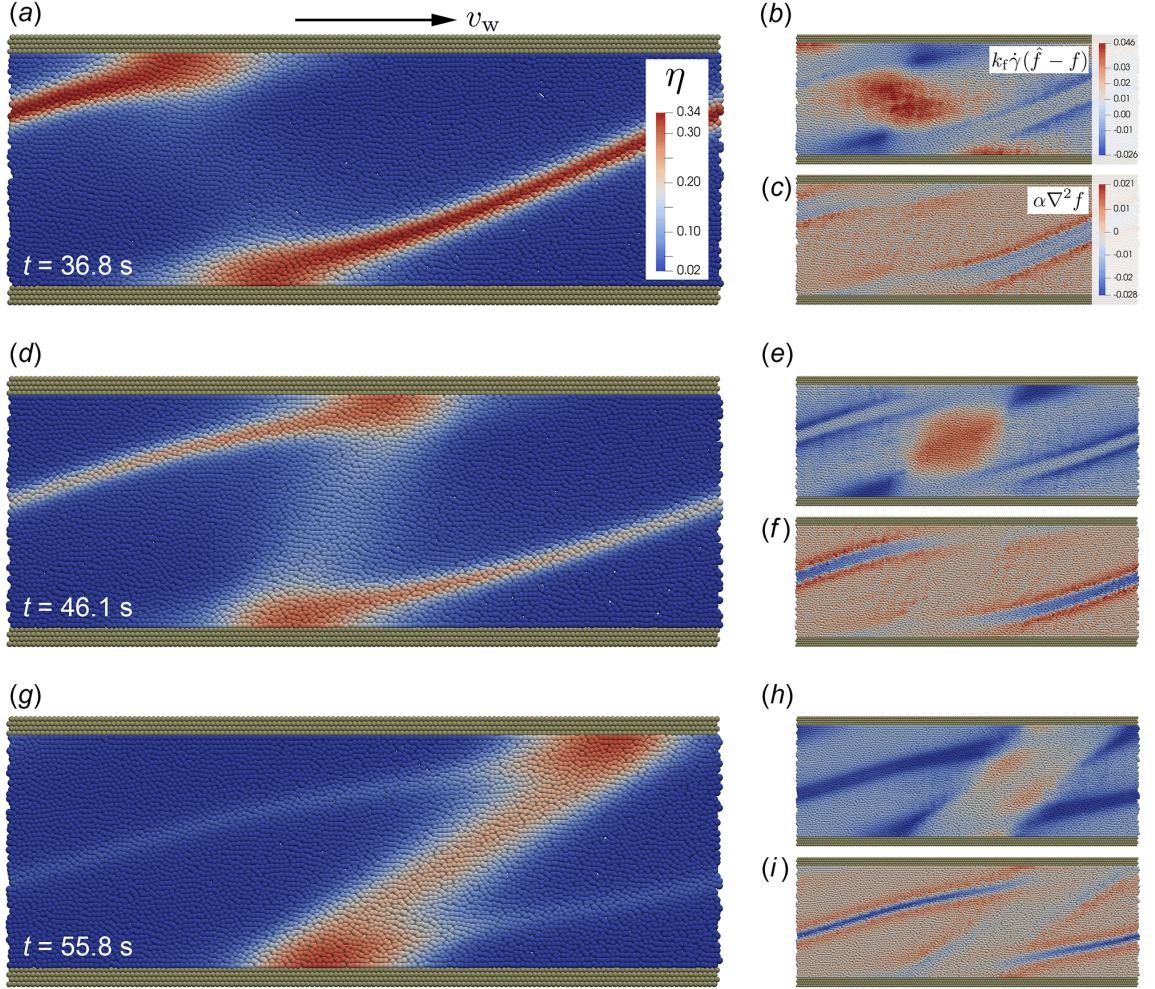 (a)
v_w
η
0.34
0.30
0.20
0.10
0.02
t = 36.8 s
(b)
k_f γ̇ (f̂ − f)
0.046
0.03
0.02
0.01
0.00
-0.01
-0.026
(c)
α∇²f
0.021
0.01
0
-0.01
-0.02
-0.028
(d)
t = 46.1 s
(e)
(f)
(g)
t = 55.8 s
(h)
(i)